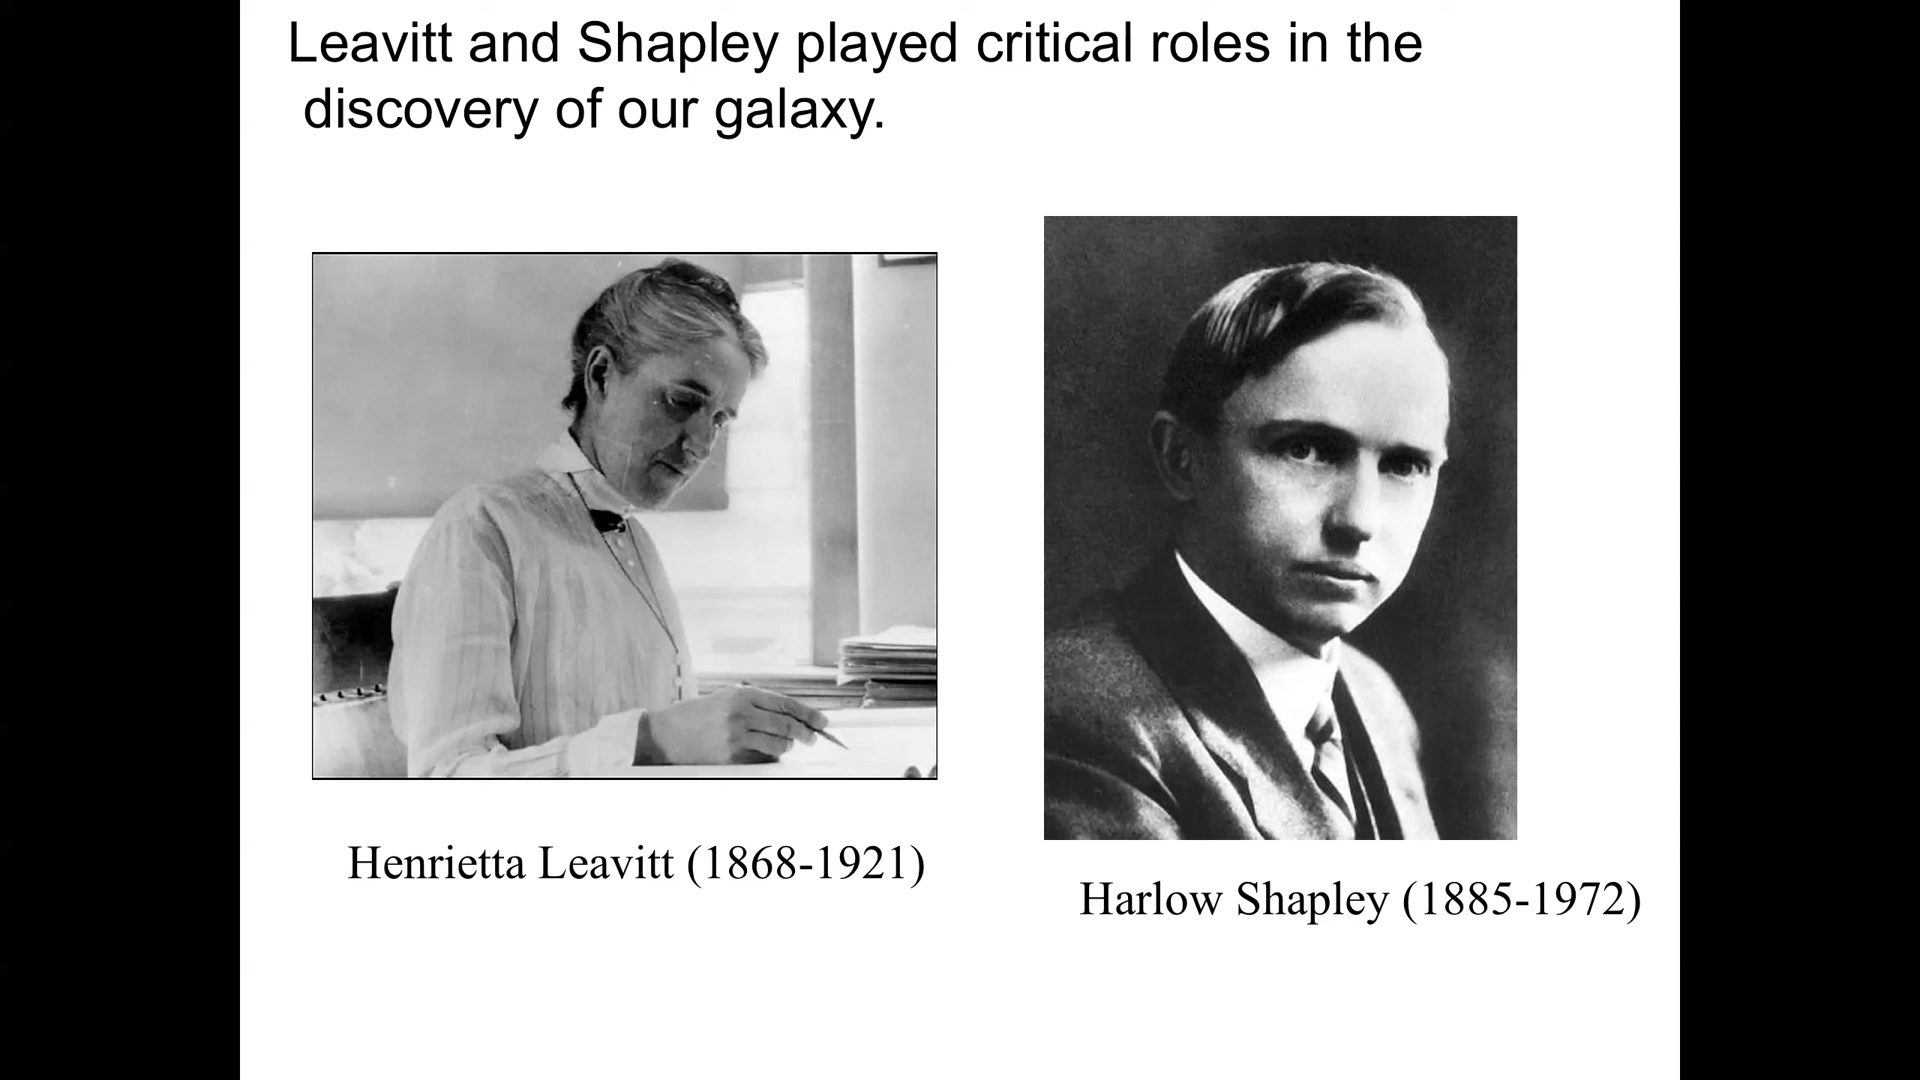 Leavitt and Shapley played critical roles in the
discovery of our galaxy.
Henrietta Leavitt (1868-1921)
Harlow Shapley (1885-1972)